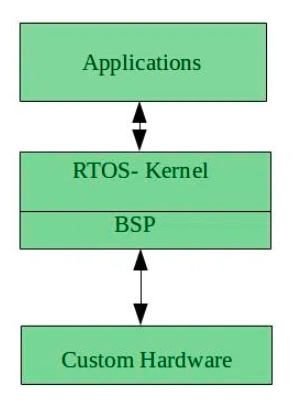 Applications
RTOS- Kernel
BSP
Custom Hardware